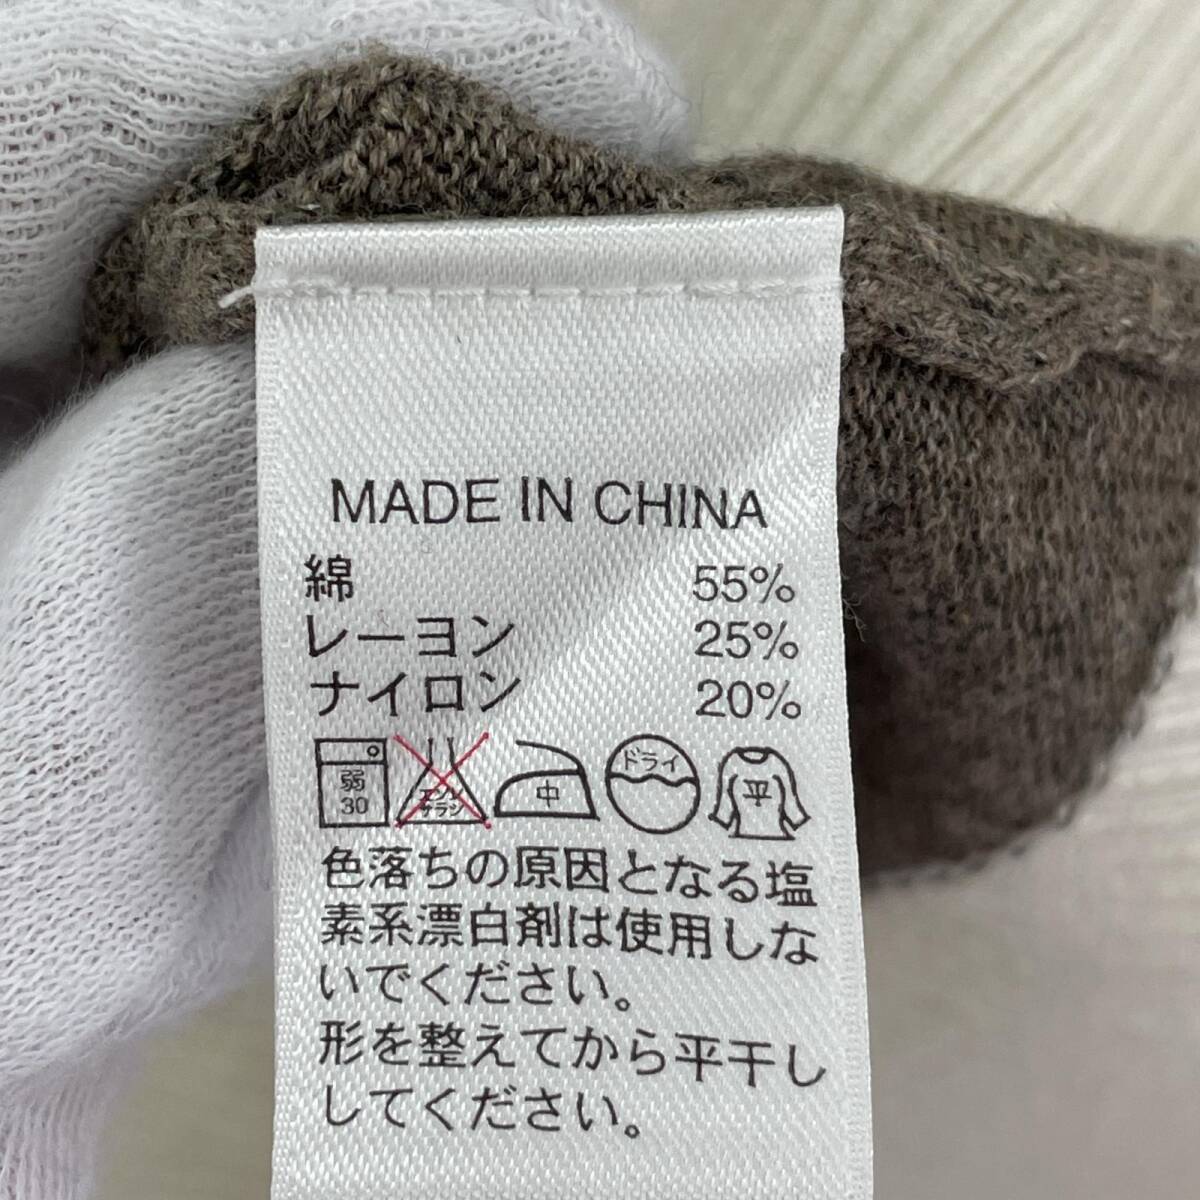 MADE IN CHINA
綿 55%
レーヨン 25%
ナイロン 20%
弱 30
エンソ サラシ
中
ドライ
平
色落ちの原因となる塩
素系漂白剤は使用しな
いでください。
形を整えてから平干し
してください。